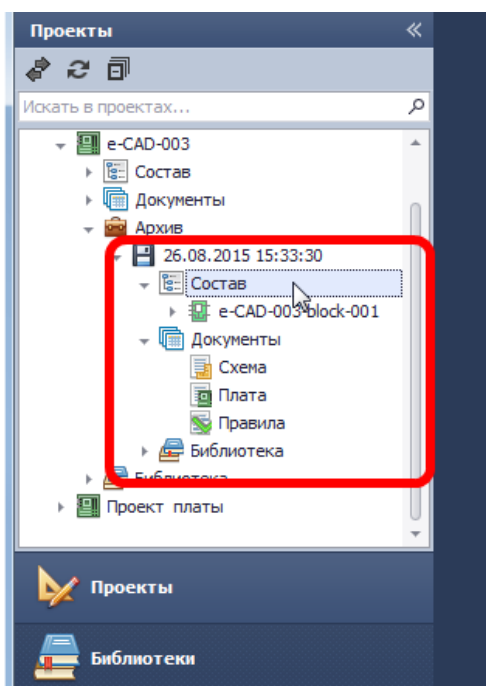 Проекты
Искать в проектах...
e-CAD-003
Состав
Документы
Архив
26.08.2015 15:33:30
Состав
e-CAD-003-block-001
Документы
Схема
Плата
Правила
Библиотека
Библиотека
Проект платы
Проекты
Библиотеки